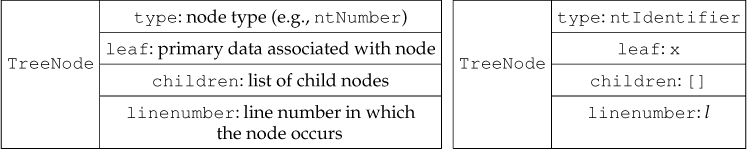 TreeNode
type: node type (e.g., ntNumber)
leaf: primary data associated with node
children: list of child nodes
linenumber: line number in which
the node occurs
TreeNode
type: ntIdentifier
leaf: x
children: []
linenumber: l